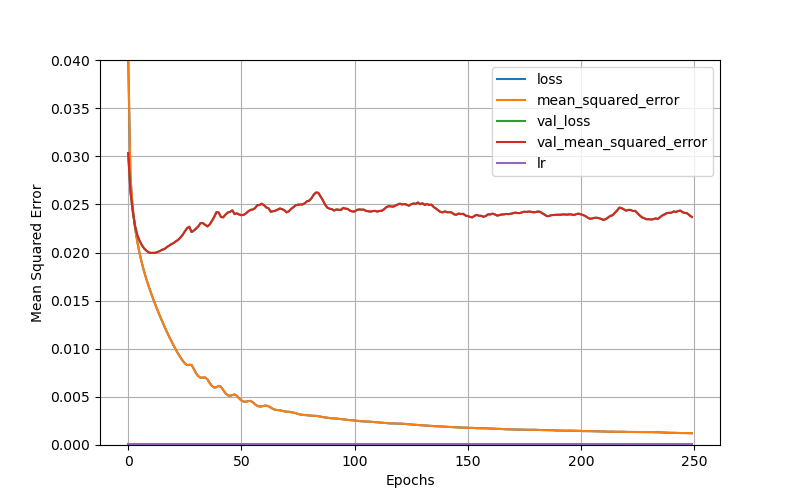 0.040
0.035
0.030
0.025
0.020
0.015
0.010
0.005
0.000
Mean Squared Error
loss
mean_squared_error
val_loss
val_mean_squared_error
lr
0
50
100
150
200
250
Epochs